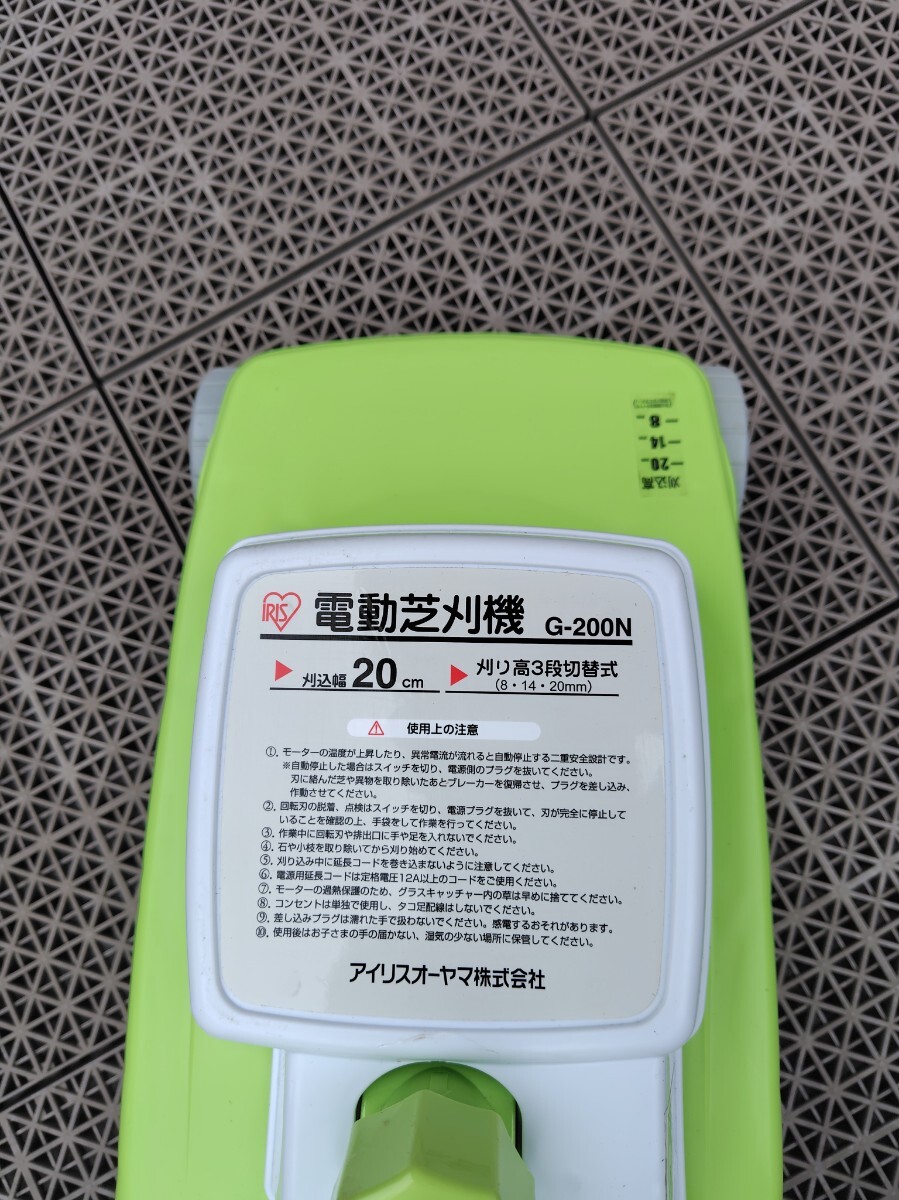 8
14
20
刈込高
IRIS 電動芝刈機 G-200N
刈込幅 20cm
刈り高3段切替式
(8・14・20mm)
使用上の注意
①. モーターの温度が上昇したり、異常電流が流れると自動停止する二重安全設計です。
※自動停止した場合はスイッチを切り、電源側のプラグを抜いてください。
刃に絡んだ芝や異物を取り除いたあとブレーカーを復帰させ、プラグを差し込み、
作動させてください。
②. 回転刃の脱着、点検はスイッチを切り、電源プラグを抜いて、刃が完全に停止して
いることを確認の上、手袋をして作業を行ってください。
③. 作業中に回転刃や排出口に手や足を入れないでください。
④. 石や小枝を取り除いてから刈り始めてください。
⑤. 刈り込み中に延長コードを巻き込まないように注意してください。
⑥. 電源用延長コードは定格電圧12A以上のコードをご使用ください。
⑦. モーターの過熱保護のため、グラスキャッチャー内の草は早めに捨ててください。
⑧. コンセントは単独で使用し、タコ足配線はしないでください。
⑨. 差し込みプラグは濡れた手で扱わないでください。感電するおそれがあります。
⑩. 使用後はお子さまの手の届かない、湿気の少ない場所に保管してください。
アイリスオーヤマ株式会社